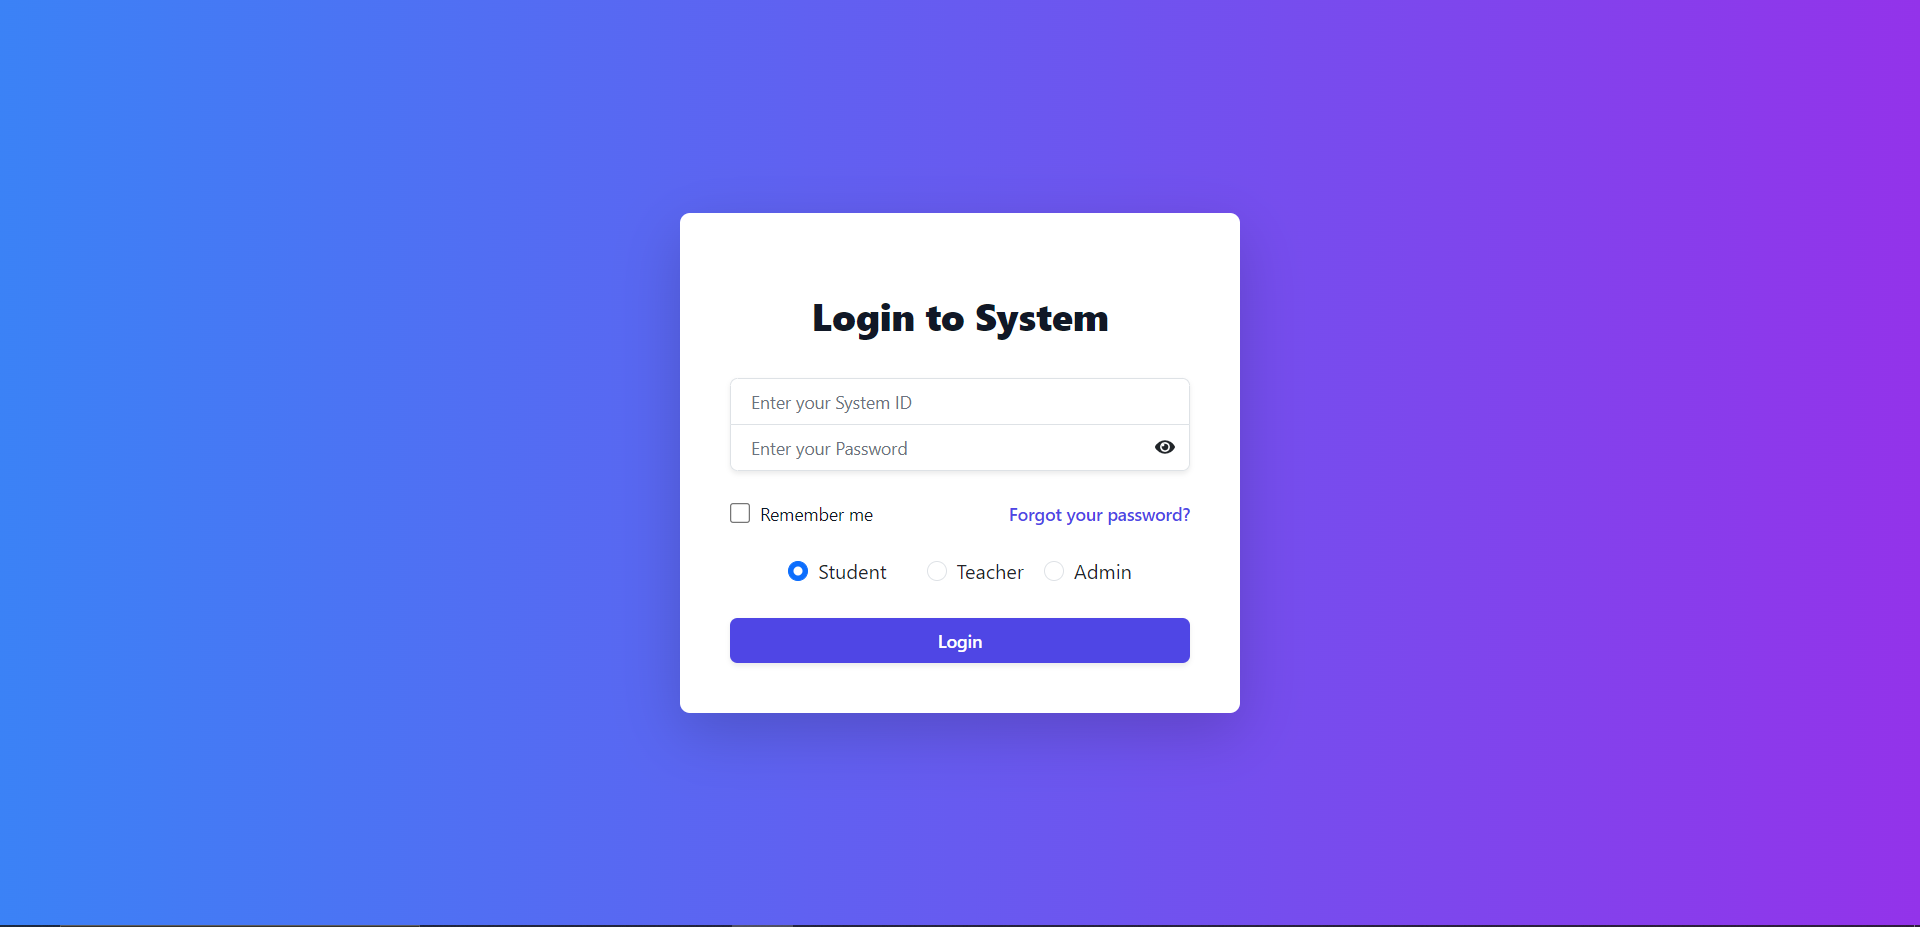 Login to System
Enter your System ID
Enter your Password
Remember me Forgot your password?
Student Teacher Admin
Login